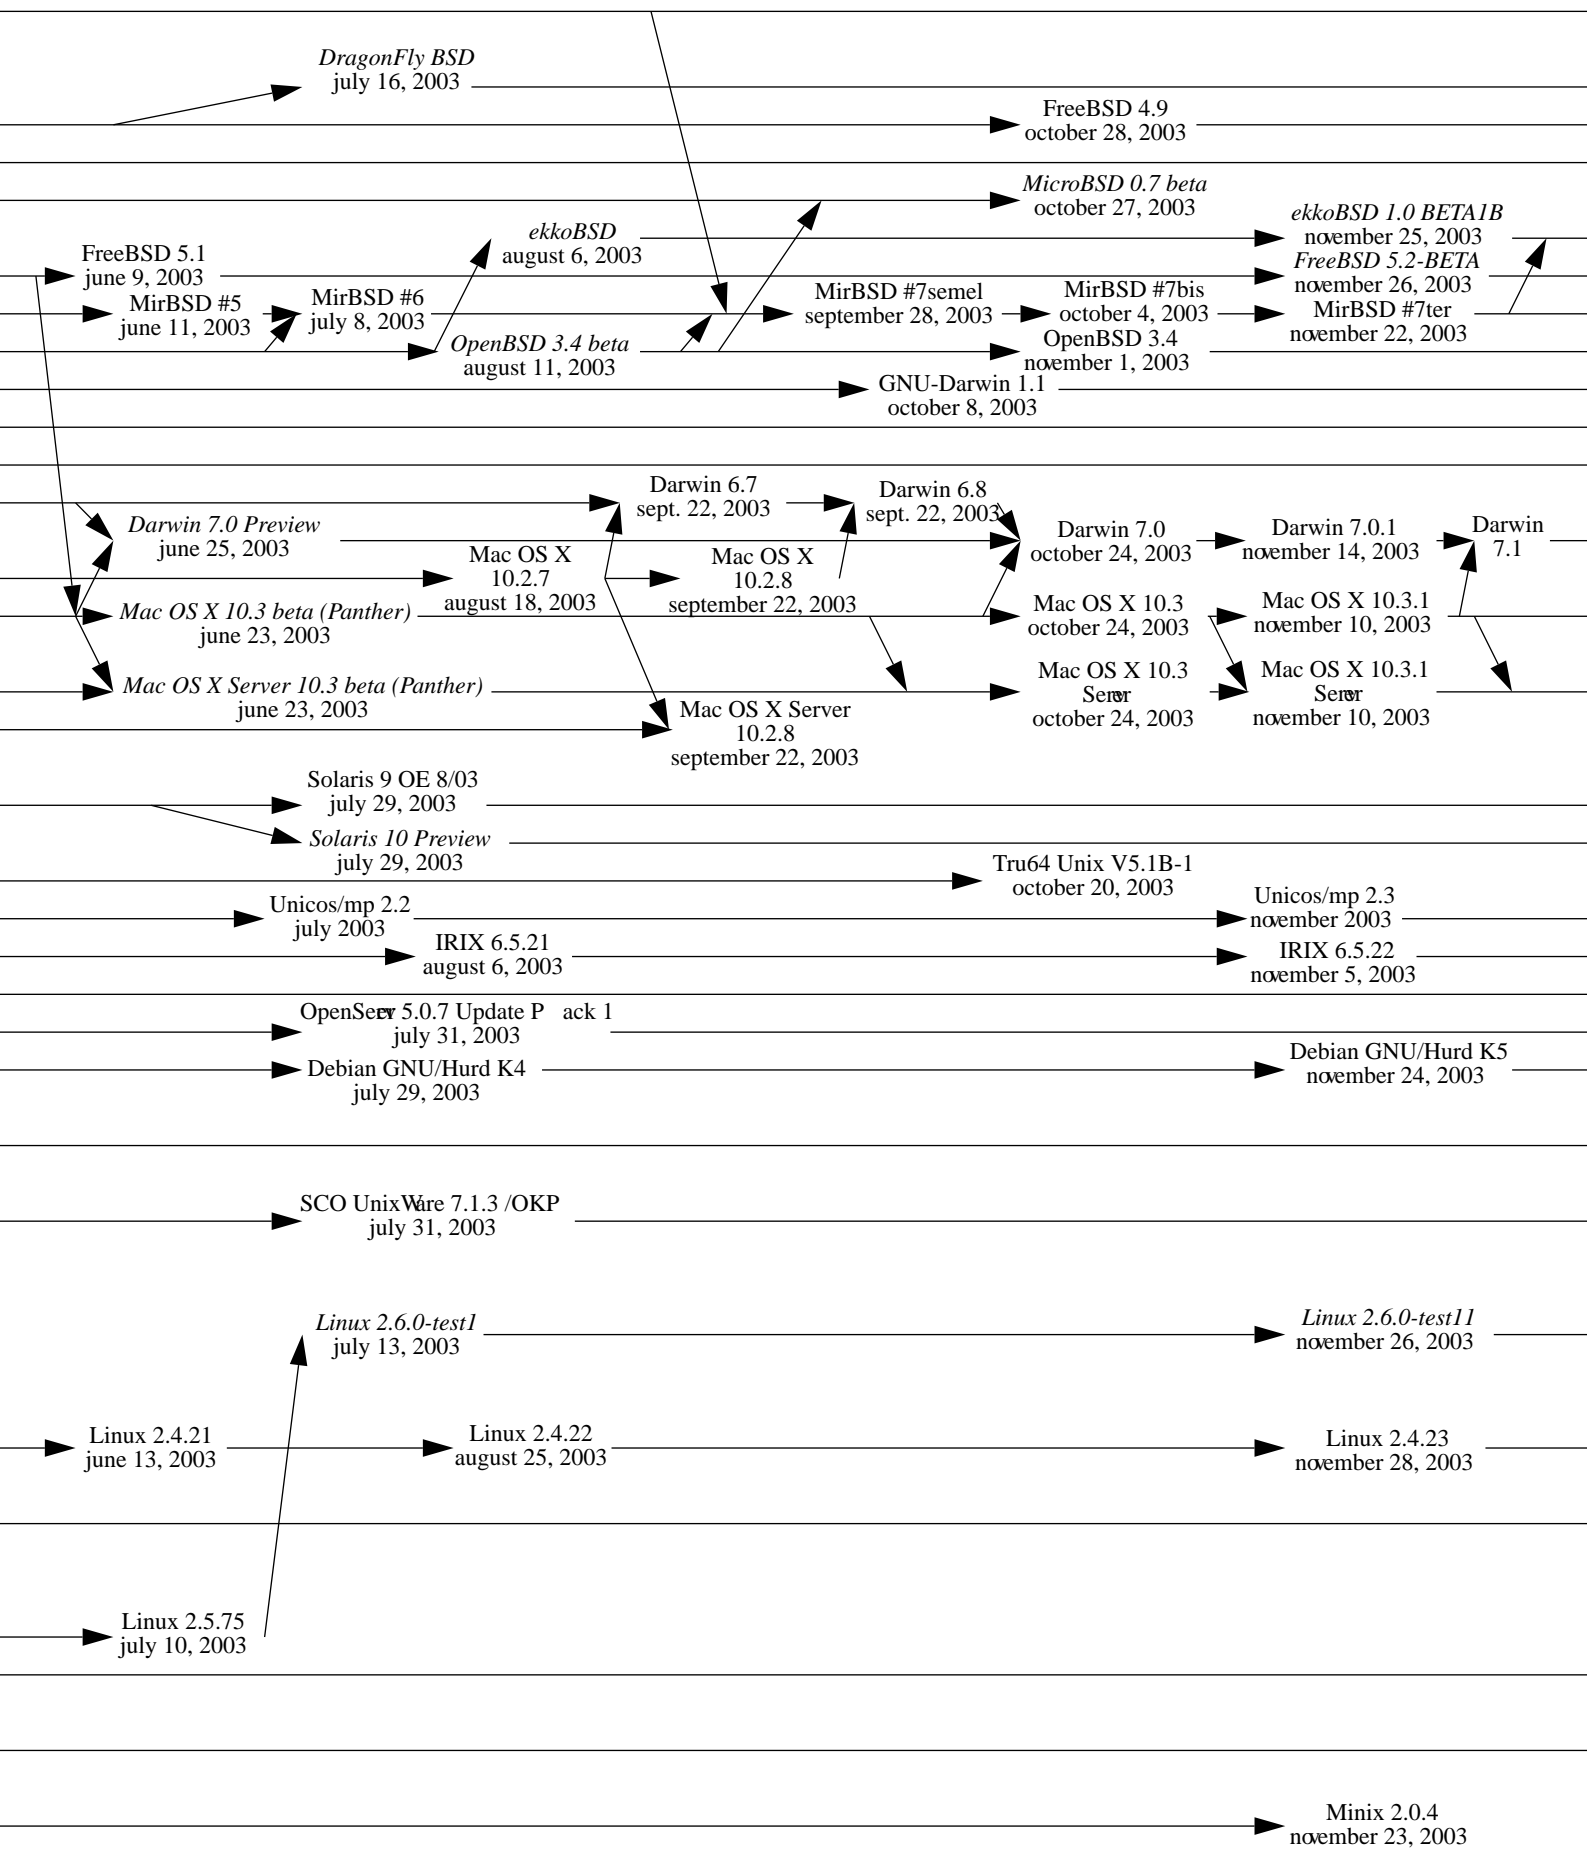 DragonFly BSD
july 16, 2003
FreeBSD 4.9
october 28, 2003
MicroBSD 0.7 beta
october 27, 2003
ekkoBSD 1.0 BETA1B
november 25, 2003
ekkoBSD
august 6, 2003
FreeBSD 5.1
june 9, 2003
FreeBSD 5.2-BETA
november 26, 2003
MirBSD #5
june 11, 2003
MirBSD #6
july 8, 2003
MirBSD #7semel
september 28, 2003
MirBSD #7bis
october 4, 2003
MirBSD #7ter
november 22, 2003
OpenBSD 3.4 beta
august 11, 2003
OpenBSD 3.4
november 1, 2003
GNU-Darwin 1.1
october 8, 2003
Darwin 6.7
sept. 22, 2003
Darwin 6.8
sept. 22, 2003
Darwin 7.0 Preview
june 25, 2003
Darwin 7.0
october 24, 2003
Darwin 7.0.1
november 14, 2003
Darwin
7.1
Mac OS X
10.2.7
august 18, 2003
Mac OS X
10.2.8
september 22, 2003
Mac OS X 10.3 beta (Panther)
june 23, 2003
Mac OS X 10.3
october 24, 2003
Mac OS X 10.3.1
november 10, 2003
Mac OS X Server 10.3 beta (Panther)
june 23, 2003
Mac OS X 10.3
Server
october 24, 2003
Mac OS X 10.3.1
Server
november 10, 2003
Mac OS X Server
10.2.8
september 22, 2003
Solaris 9 OE 8/03
july 29, 2003
Solaris 10 Preview
july 29, 2003
Tru64 Unix V5.1B-1
october 20, 2003
Unicos/mp 2.2
july 2003
Unicos/mp 2.3
november 2003
IRIX 6.5.21
august 6, 2003
IRIX 6.5.22
november 5, 2003
OpenServer 5.0.7 Update Pack 1
july 31, 2003
Debian GNU/Hurd K4
july 29, 2003
Debian GNU/Hurd K5
november 24, 2003
SCO UnixWare 7.1.3 /OKP
july 31, 2003
Linux 2.6.0-test1
july 13, 2003
Linux 2.6.0-test11
november 26, 2003
Linux 2.4.21
june 13, 2003
Linux 2.4.22
august 25, 2003
Linux 2.4.23
november 28, 2003
Linux 2.5.75
july 10, 2003
Minix 2.0.4
november 23, 2003